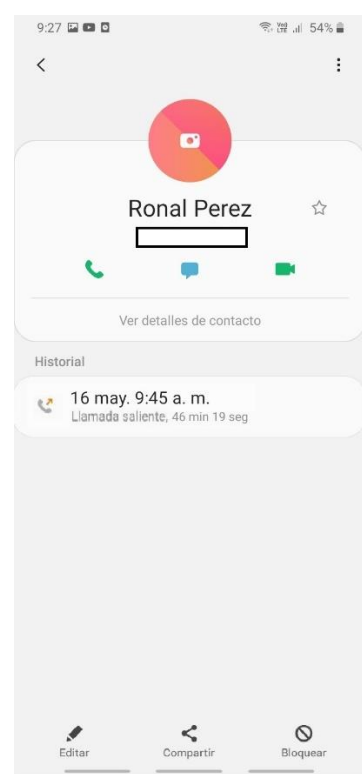 9:27 54%
Ronal Perez
Ver detalles de contacto
Historial
16 may. 9:45 a. m.
Llamada saliente, 46 min 19 seg
Editar Compartir Bloquear